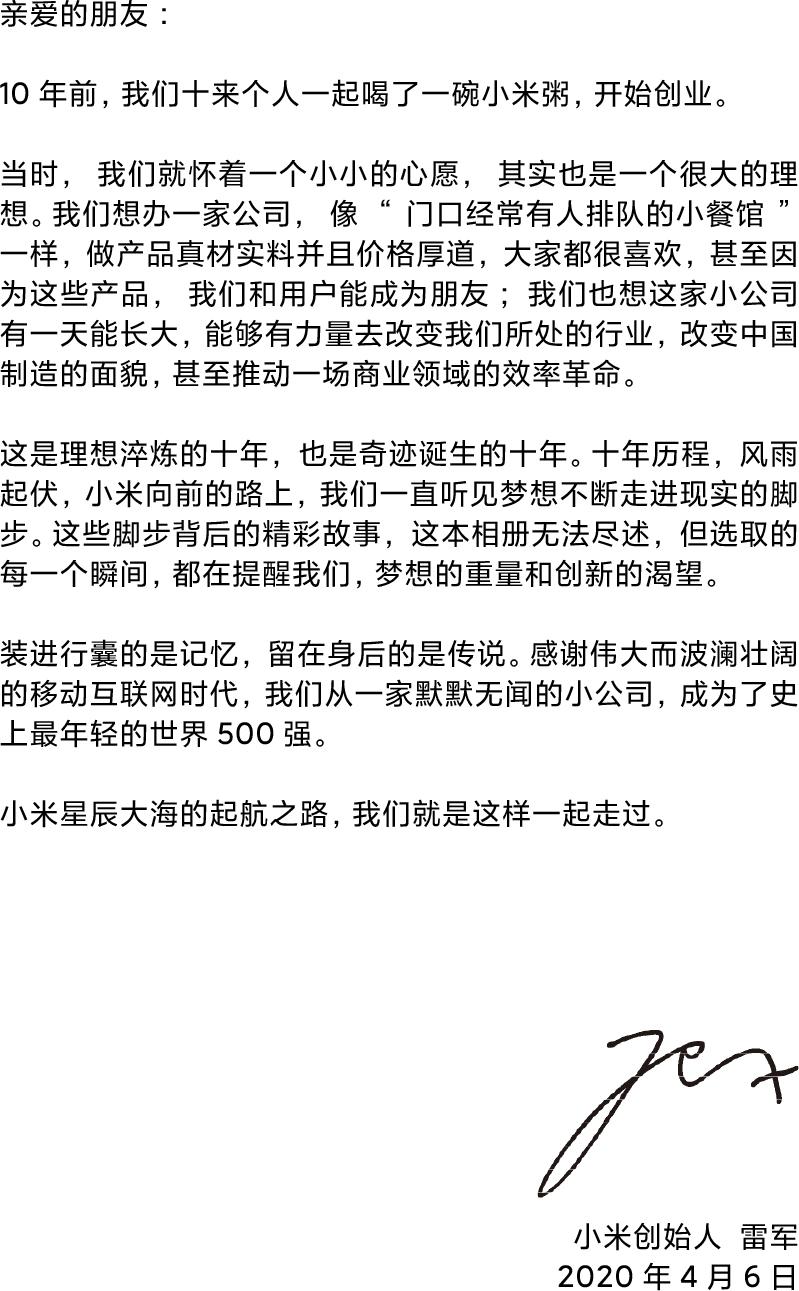 亲爱的朋友：
10 年前，我们十来个人一起喝了一碗小米粥，开始创业。
当时， 我们就怀着一个小小的心愿， 其实也是一个很大的理
想。我们想办一家公司， 像 “ 门口经常有人排队的小餐馆 ”
一样，做产品真材实料并且价格厚道，大家都很喜欢，甚至因
为这些产品， 我们和用户能成为朋友 ；我们也想这家小公司
有一天能长大，能够有力量去改变我们所处的行业，改变中国
制造的面貌，甚至推动一场商业领域的效率革命。
这是理想淬炼的十年，也是奇迹诞生的十年。十年历程，风雨
起伏，小米向前的路上，我们一直听见梦想不断走进现实的脚
步。这些脚步背后的精彩故事，这本相册无法尽述，但选取的
每一个瞬间，都在提醒我们，梦想的重量和创新的渴望。
装进行囊的是记忆，留在身后的是传说。感谢伟大而波澜壮阔
的移动互联网时代，我们从一家默默无闻的小公司，成为了史
上最年轻的世界 500 强。
小米星辰大海的起航之路，我们就是这样一起走过。
小米创始人 雷军
2020 年 4 月 6 日